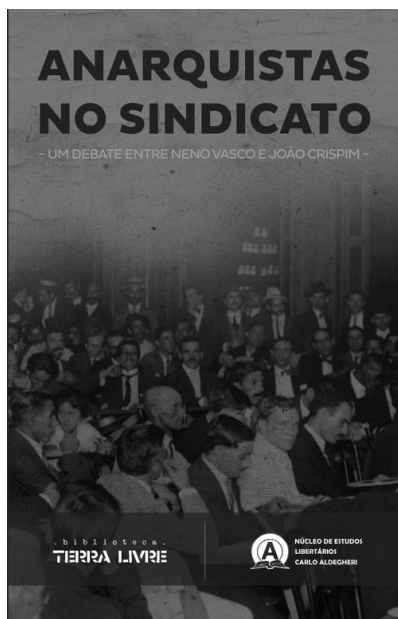 ANARQUISTAS
NO SINDICATO
– UM DEBATE ENTRE NENO VASCO E JOÃO CRISPIM –
.biblioteca.
TERRA LIVRE
A
NÚCLEO DE ESTUDOS
LIBERTÁRIOS
CARLO ALDEGHERI